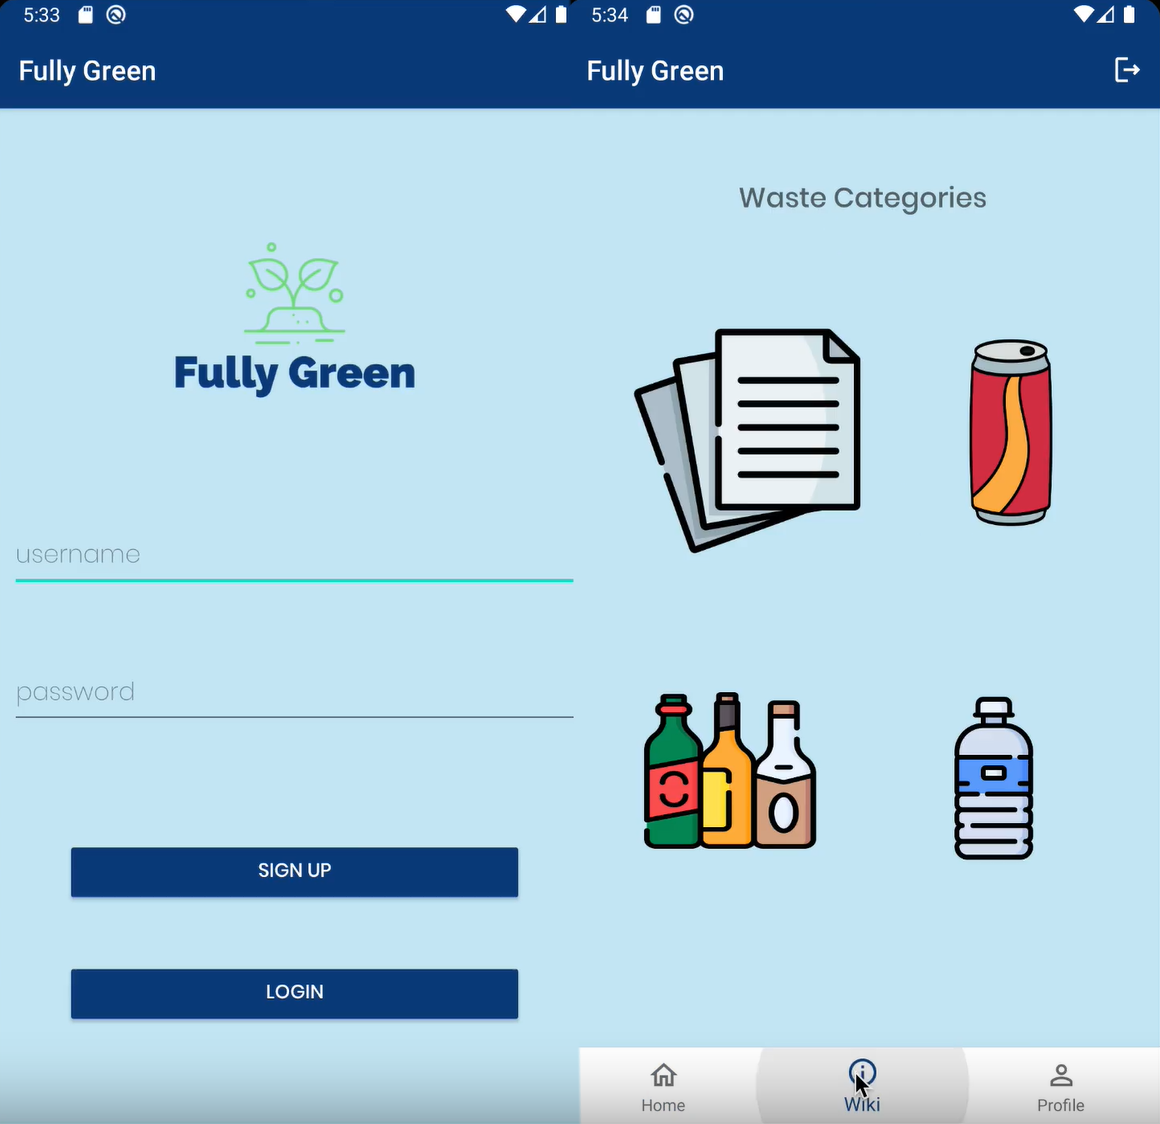 5:33
Fully Green
Fully Green
username
password
SIGN UP
LOGIN
5:34
Fully Green
Waste Categories
Home
Wiki
Profile